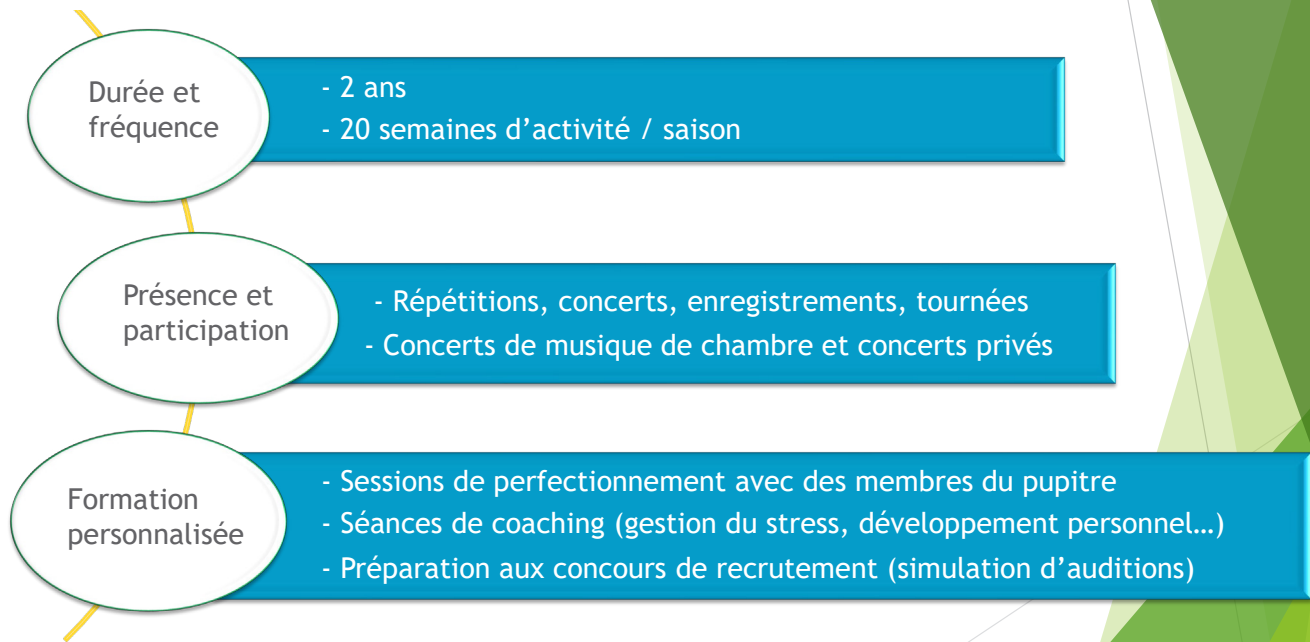 Durée et
fréquence
- 2 ans
- 20 semaines d’activité / saison
Présence et
participation
- Répétitions, concerts, enregistrements, tournées
- Concerts de musique de chambre et concerts privés
Formation
personnalisée
- Sessions de perfectionnement avec des membres du pupitre
- Séances de coaching (gestion du stress, développement personnel…)
- Préparation aux concours de recrutement (simulation d’auditions)